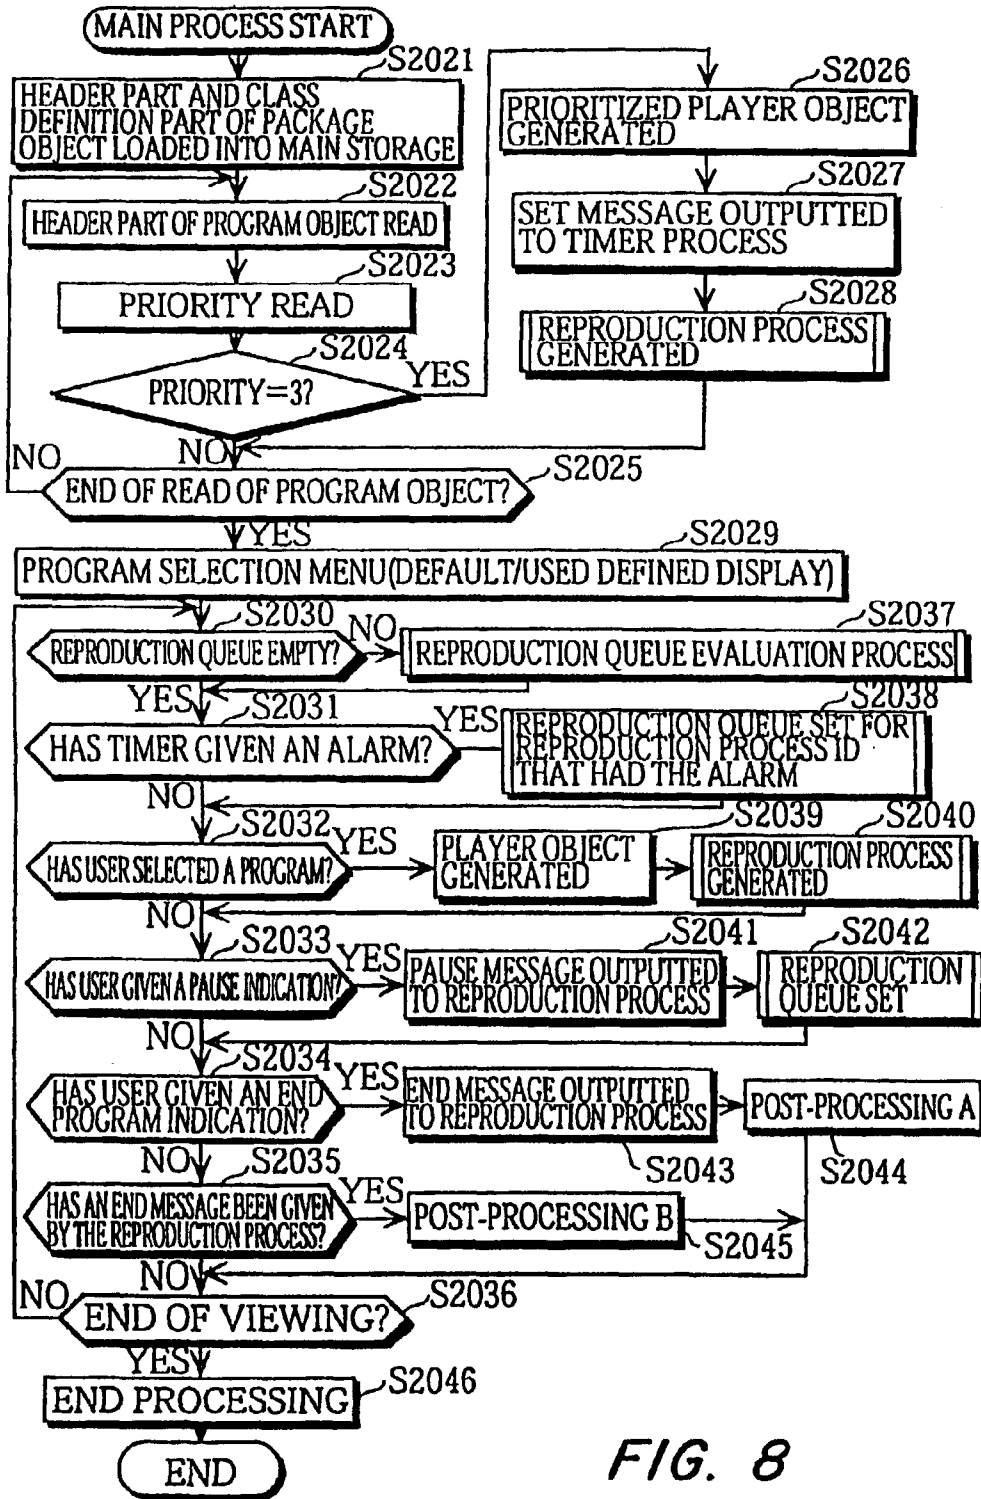 MAIN PROCESS START
S2021
HEADER PART AND CLASS
DEFINITION PART OF PACKAGE
OBJECT LOADED INTO MAIN STORAGE
S2022
HEADER PART OF PROGRAM OBJECT READ
S2023
PRIORITY READ
S2024
PRIORITY=3?
YES
NO
S2026
PRIORITIZED PLAYER OBJECT
GENERATED
S2027
SET MESSAGE OUTPUTTED
TO TIMER PROCESS
S2028
REPRODUCTION PROCESS
GENERATED
NO
S2025
END OF READ OF PROGRAM OBJECT?
YES
S2029
PROGRAM SELECTION MENU(DEFAULT/USED DEFINED DISPLAY)
S2030
REPRODUCTION QUEUE EMPTY?
NO
S2037
REPRODUCTION QUEUE EVALUATION PROCESS
YES
S2031
HAS TIMER GIVEN AN ALARM?
YES
S2038
REPRODUCTION QUEUE SET FOR
REPRODUCTION PROCESS ID
THAT HAD THE ALARM
NO
S2032
HAS USER SELECTED A PROGRAM?
YES
S2039
PLAYER OBJECT
GENERATED
S2040
REPRODUCTION PROCESS
GENERATED
NO
S2033
HAS USER GIVEN A PAUSE INDICATION?
YES
S2041
PAUSE MESSAGE OUTPUTTED
TO REPRODUCTION PROCESS
S2042
REPRODUCTION
QUEUE SET
NO
S2034
HAS USER GIVEN AN END
PROGRAM INDICATION?
YES
END MESSAGE OUTPUTTED
TO REPRODUCTION PROCESS
S2043
POST-PROCESSING A
S2044
NO
S2035
HAS AN END MESSAGE BEEN GIVEN
BY THE REPRODUCTION PROCESS?
YES
POST-PROCESSING B
S2045
NO
NO
S2036
END OF VIEWING?
YES
S2046
END PROCESSING
END
FIG. 8